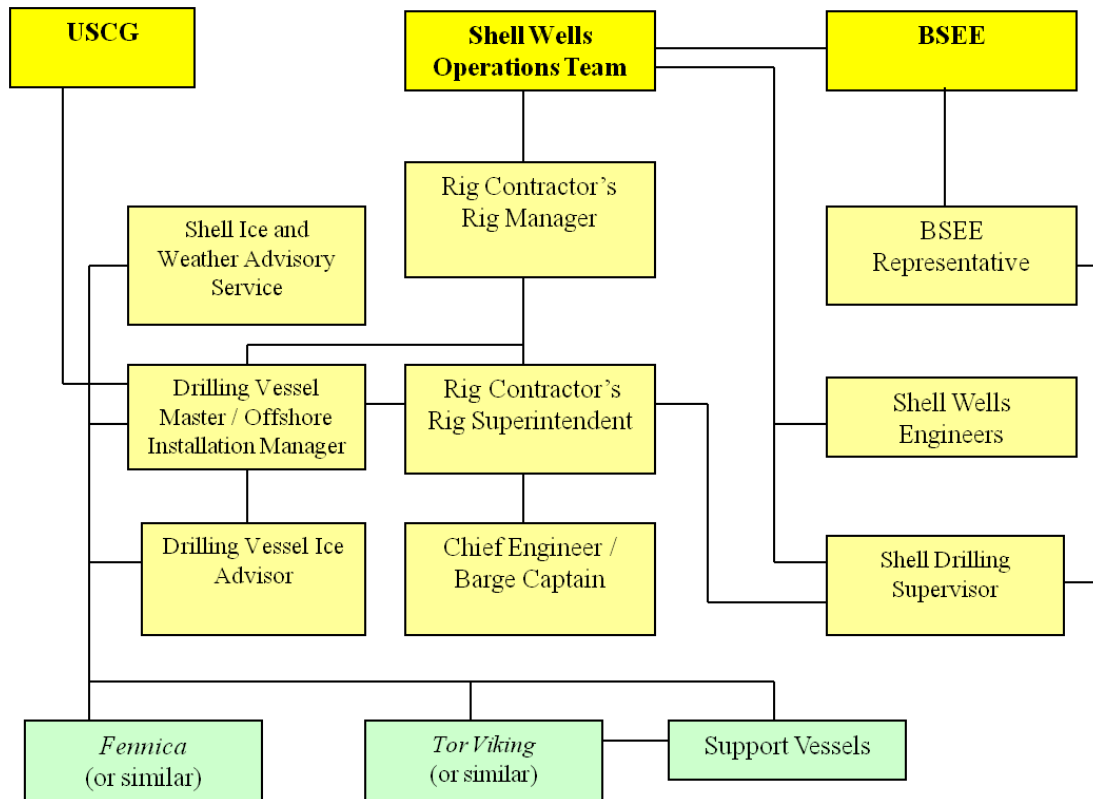 USCG
Shell Wells
Operations Team
BSEE
Rig Contractor’s
Rig Manager
Shell Ice and
Weather Advisory
Service
BSEE
Representative
Drilling Vessel
Master / Offshore
Installation Manager
Rig Contractor’s
Rig Superintendent
Shell Wells
Engineers
Drilling Vessel Ice
Advisor
Chief Engineer /
Barge Captain
Shell Drilling
Supervisor
Fennica
(or similar)
Tor Viking
(or similar)
Support Vessels